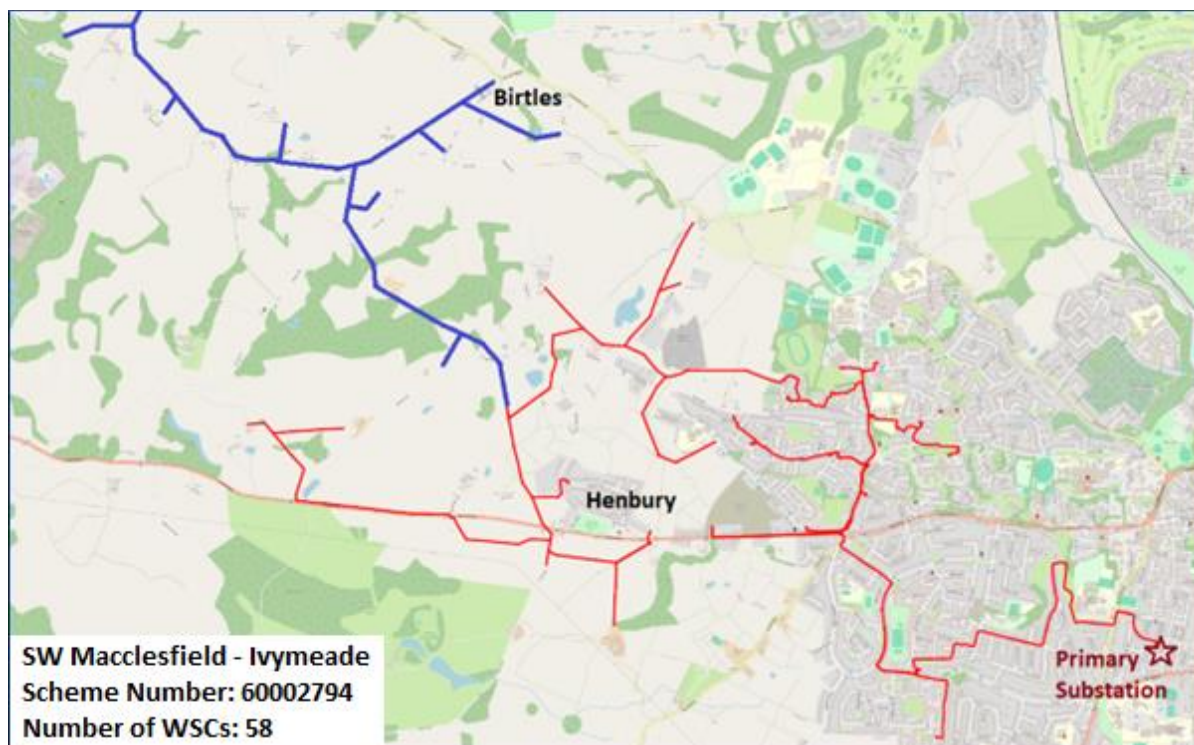 Birtles
Henbury
Primary
Substation
SW Macclesfield - Ivymeade
Scheme Number: 60002794
Number of WSCs: 58